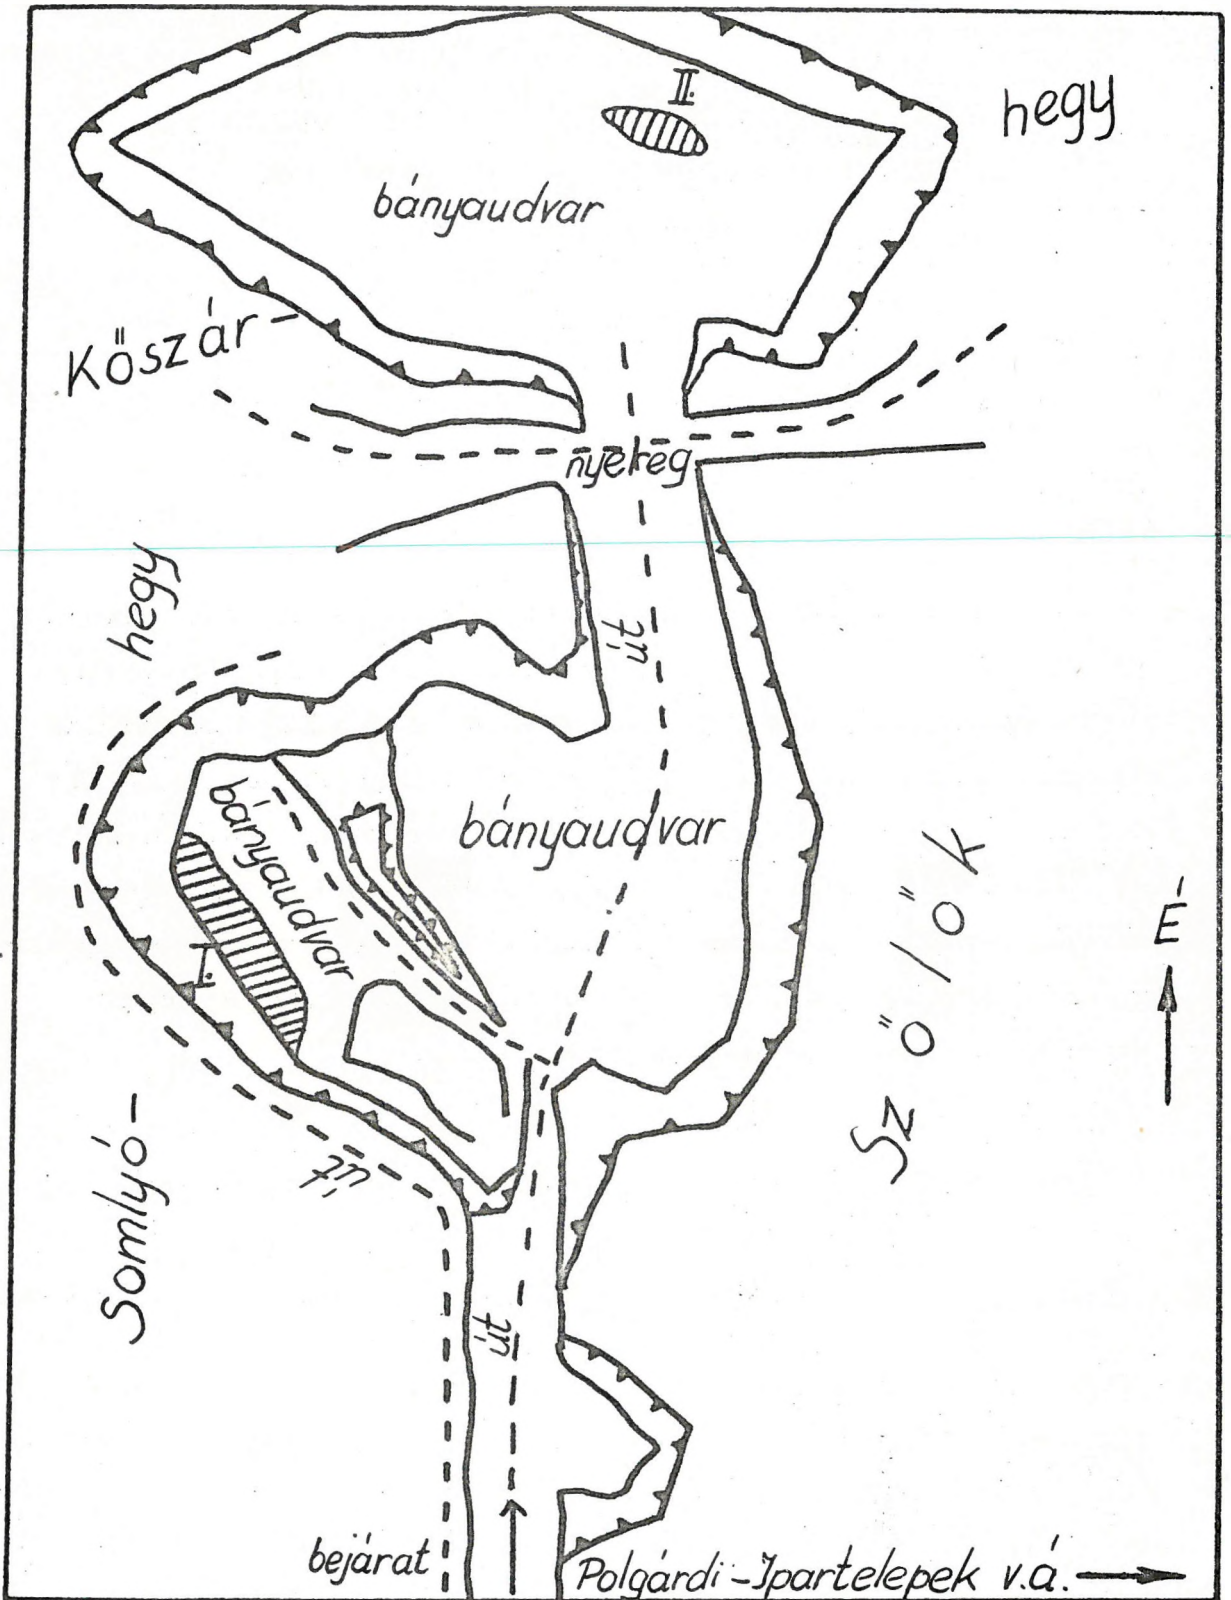 II.
hegy
bányaudvar
Kőszár-
nyereg
hegy
út
bányaudvar
bányaudvar
I.
Szőlők
É
út
Somlyó-
út
bejárat
Polgárdi-Ipartelepek v.á.